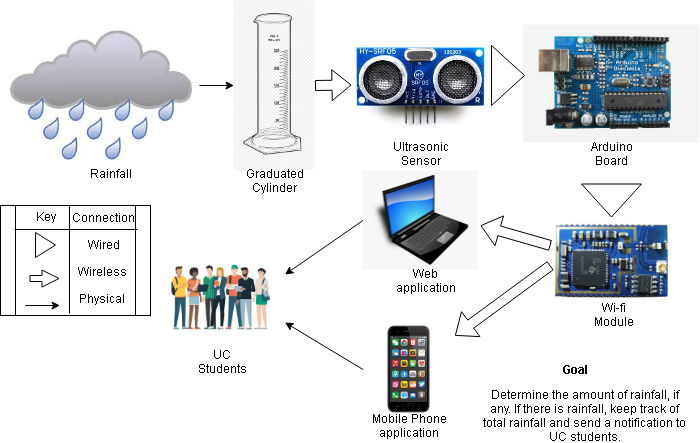 HY-SRF05
Rainfall
Graduated
Cylinder
Ultrasonic
Sensor
Arduino
Board
Key Connection
Wired
Wireless
Physical
Web
application
Wi-fi
Module
UC
Students
Mobile Phone
application
Goal
Determine the amount of rainfall, if
any. If there is rainfall, keep track of
total rainfall and send a notification to
UC students.